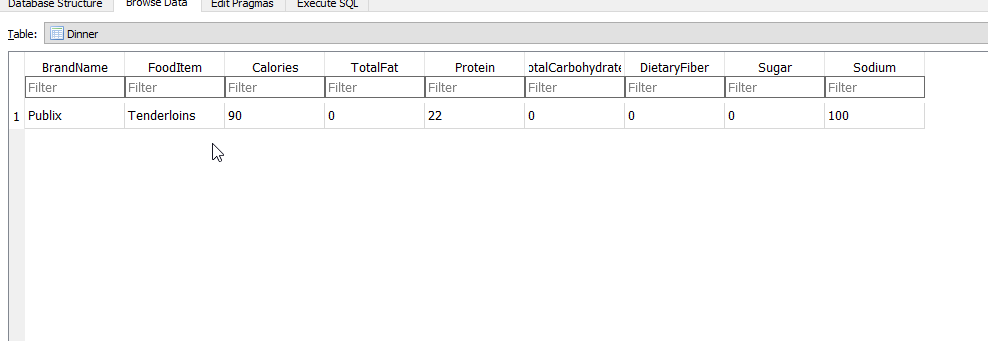 Database Structure Browse Data Edit Pragmas Execute SQL
Table: Dinner
BrandName FoodItem Calories TotalFat Protein otalCarbohydrate DietaryFiber Sugar Sodium
Filter Filter Filter Filter Filter Filter Filter Filter Filter
1 Publix Tenderloins 90 0 22 0 0 0 100